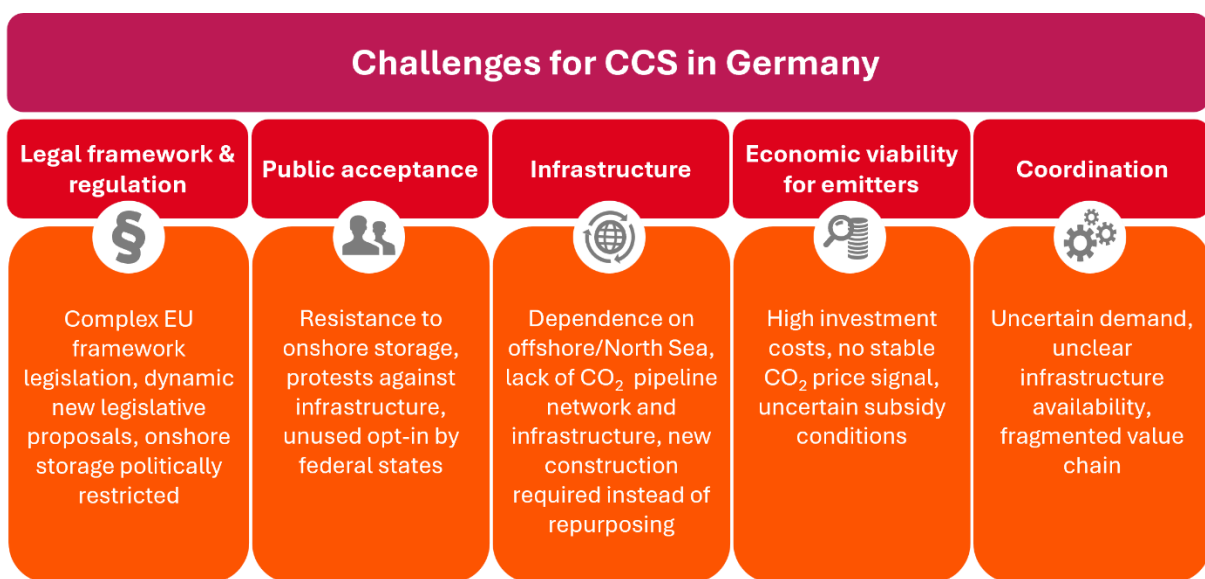 Challenges for CCS in Germany
Legal framework &
regulation
§
Complex EU
framework
legislation, dynamic
new legislative
proposals, onshore
storage politically
restricted
Public acceptance
Resistance to
onshore storage,
protests against
infrastructure,
unused opt-in by
federal states
Infrastructure
Dependence on
offshore/North Sea,
lack of CO₂ pipeline
network and
infrastructure, new
construction
required instead of
repurposing
Economic viability
for emitters
High investment
costs, no stable
CO₂ price signal,
uncertain subsidy
conditions
Coordination
Uncertain demand,
unclear
infrastructure
availability,
fragmented value
chain